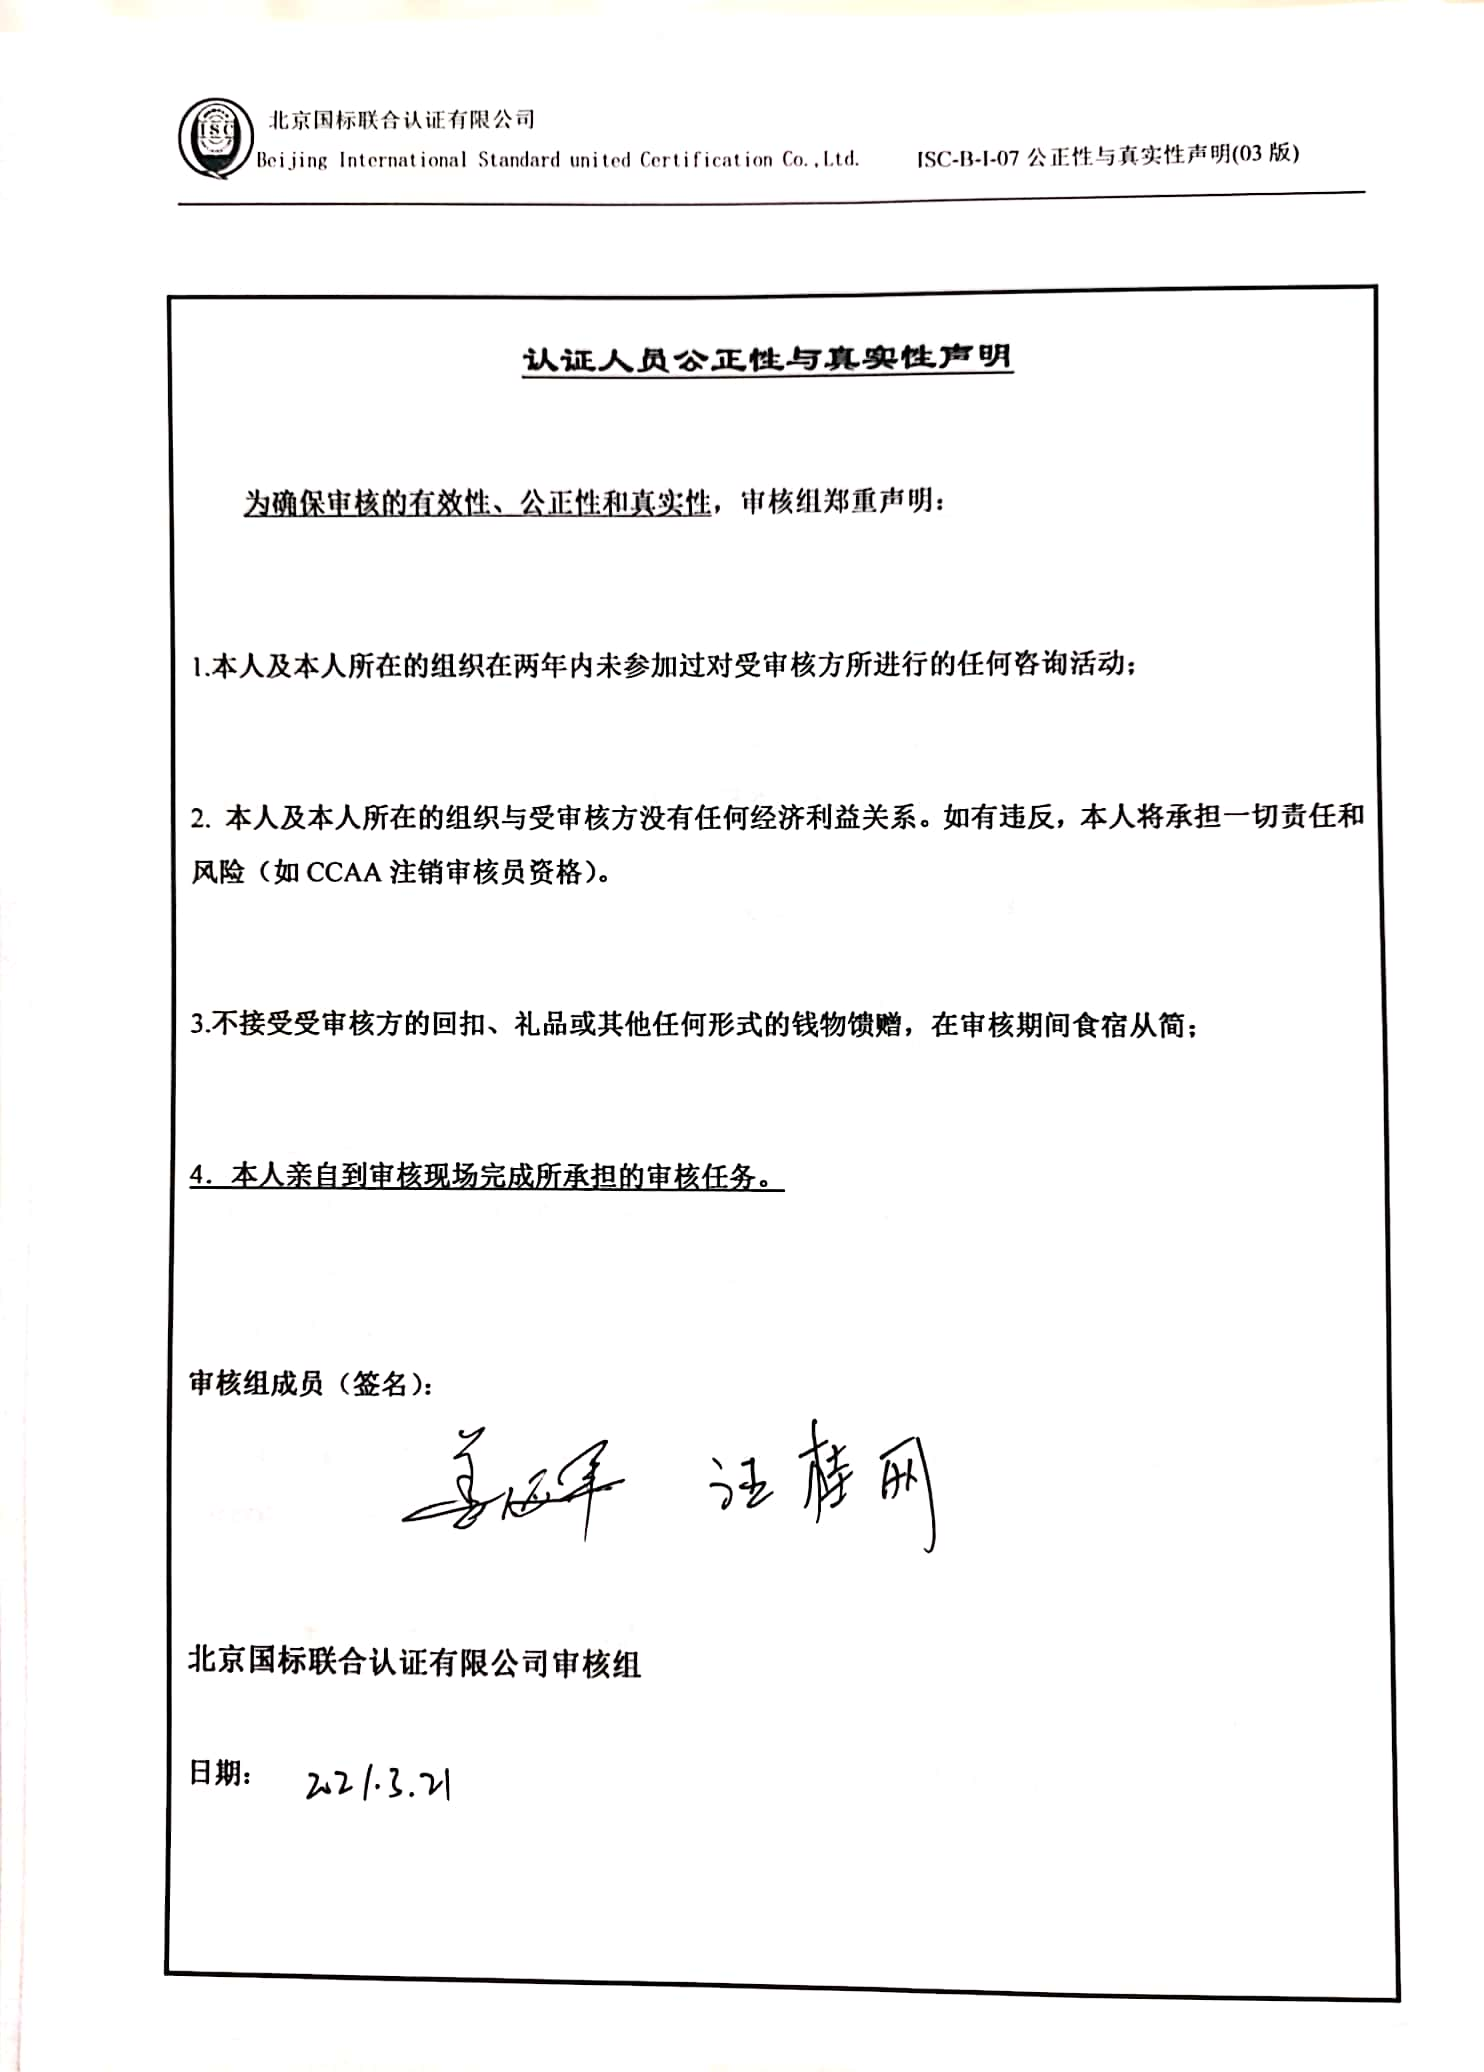 ISC
北京国标联合认证有限公司
Beijing International Standard united Certification Co.,Ltd. ISC-B-I-07 公正性与真实性声明(03 版)
认证人员公正性与真实性声明
为确保审核的有效性、公正性和真实性，审核组郑重声明：
1.本人及本人所在的组织在两年内未参加过对受审核方所进行的任何咨询活动；
2. 本人及本人所在的组织与受审核方没有任何经济利益关系。如有违反，本人将承担一切责任和
风险（如 CCAA 注销审核员资格）。
3.不接受受审核方的回扣、礼品或其他任何形式的钱物馈赠，在审核期间食宿从简；
4. 本人亲自到审核现场完成所承担的审核任务。
审核组成员（签名）：
姜海军 汪桂丽
北京国标联合认证有限公司审核组
日期： 2021.3.21